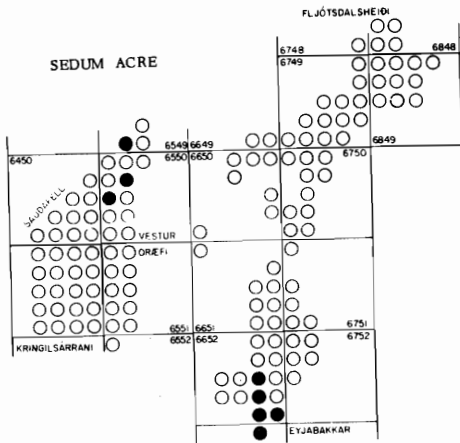 FLJÓTSDALSHEIÐI
SEDUM ACRE
6748 6848
6749
6849
6549 6649
6450 6550 6650 6750
SAUÐAFELL
VESTUR
ÖRÆFI
6551 6651 6751
6552 6652 6752
KRINGILSÁRRANI
EYJABAKKAR